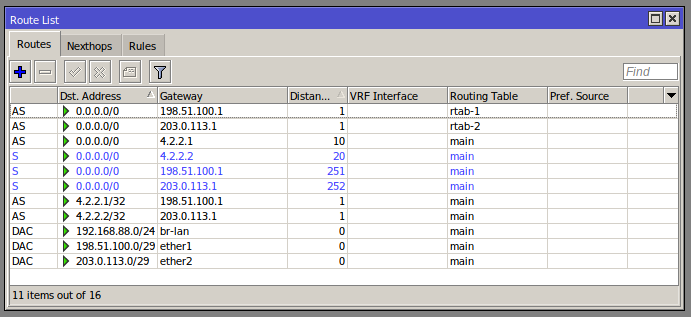 Route List
Routes Nexthops Rules
Find
Dst. Address Gateway Distan... VRF Interface Routing Table Pref. Source
AS 0.0.0.0/0 198.51.100.1 1 rtab-1
AS 0.0.0.0/0 203.0.113.1 1 rtab-2
AS 0.0.0.0/0 4.2.2.1 10 main
S 0.0.0.0/0 4.2.2.2 20 main
S 0.0.0.0/0 198.51.100.1 251 main
S 0.0.0.0/0 203.0.113.1 252 main
AS 4.2.2.1/32 198.51.100.1 1 main
AS 4.2.2.2/32 203.0.113.1 1 main
DAC 192.168.88.0/24 br-lan 0 main
DAC 198.51.100.0/29 ether1 0 main
DAC 203.0.113.0/29 ether2 0 main
11 items out of 16